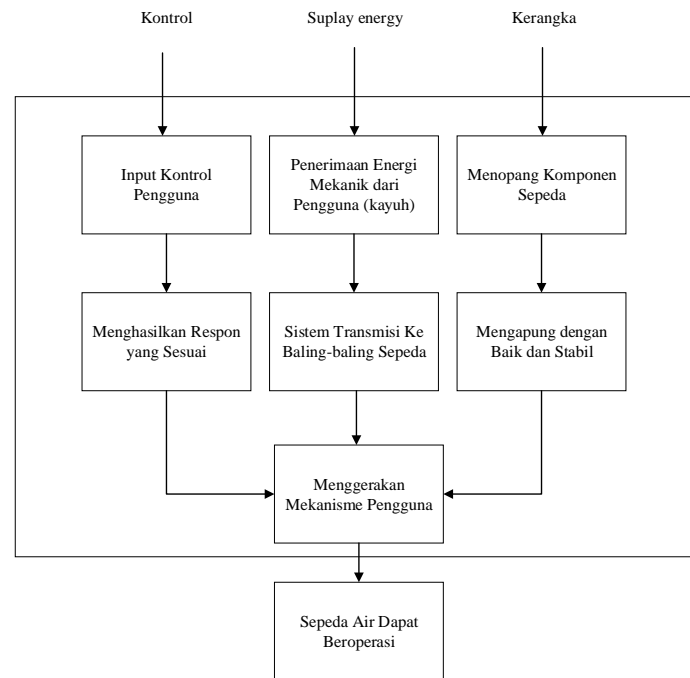 Kontrol
Suplay energy
Kerangka
Input Kontrol
Pengguna
Penerimaan Energi
Mekanik dari
Pengguna (kayuh)
Menopang Komponen
Sepeda
Menghasilkan Respon
yang Sesuai
Sistem Transmisi Ke
Baling-baling Sepeda
Mengapung dengan
Baik dan Stabil
Menggerakan
Mekanisme Pengguna
Sepeda Air Dapat
Beroperasi